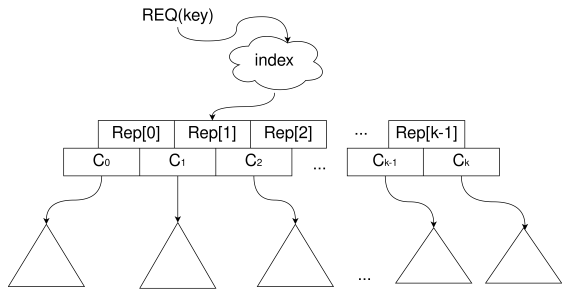 REQ(key)
index
Rep[0] Rep[1] Rep[2] ... Rep[k-1]
C0 C1 C2 ... Ck-1 Ck
...